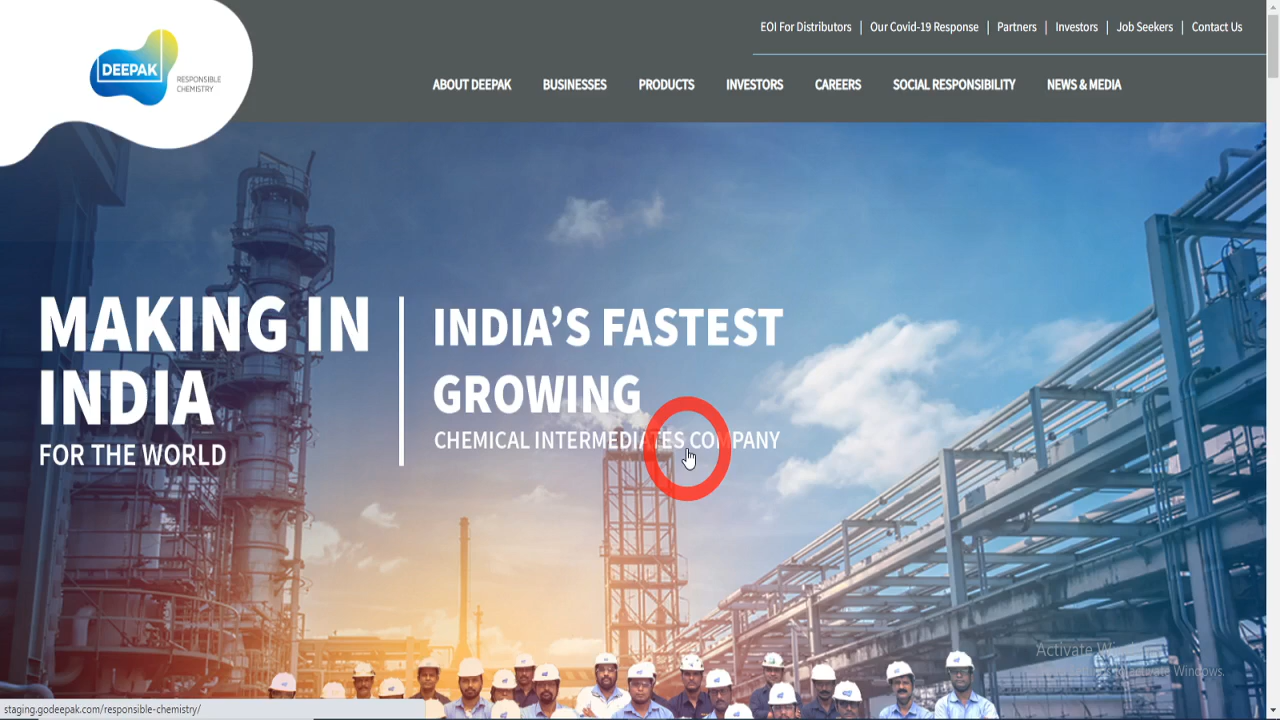 EOI For Distributors | Our Covid-19 Response | Partners | Investors | Job Seekers | Contact Us
DEEPAK
RESPONSIBLE
CHEMISTRY
ABOUT DEEPAK BUSINESSES PRODUCTS INVESTORS CAREERS SOCIAL RESPONSIBILITY NEWS & MEDIA
MAKING IN
INDIA
FOR THE WORLD
INDIA'S FASTEST
GROWING
CHEMICAL INTERMEDIATES COMPANY
Activate
Windows.
staging.godeepak.com/responsible-chemistry/